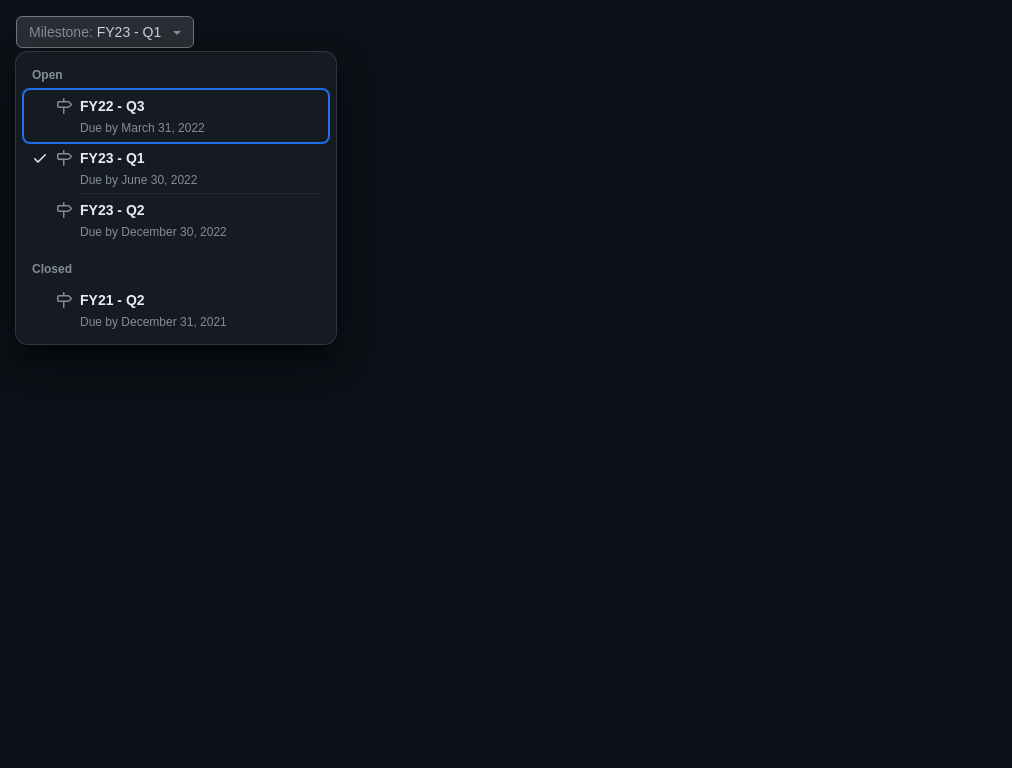 Milestone: FY23 - Q1
Open
FY22 - Q3
Due by March 31, 2022
FY23 - Q1
Due by June 30, 2022
FY23 - Q2
Due by December 30, 2022
Closed
FY21 - Q2
Due by December 31, 2021